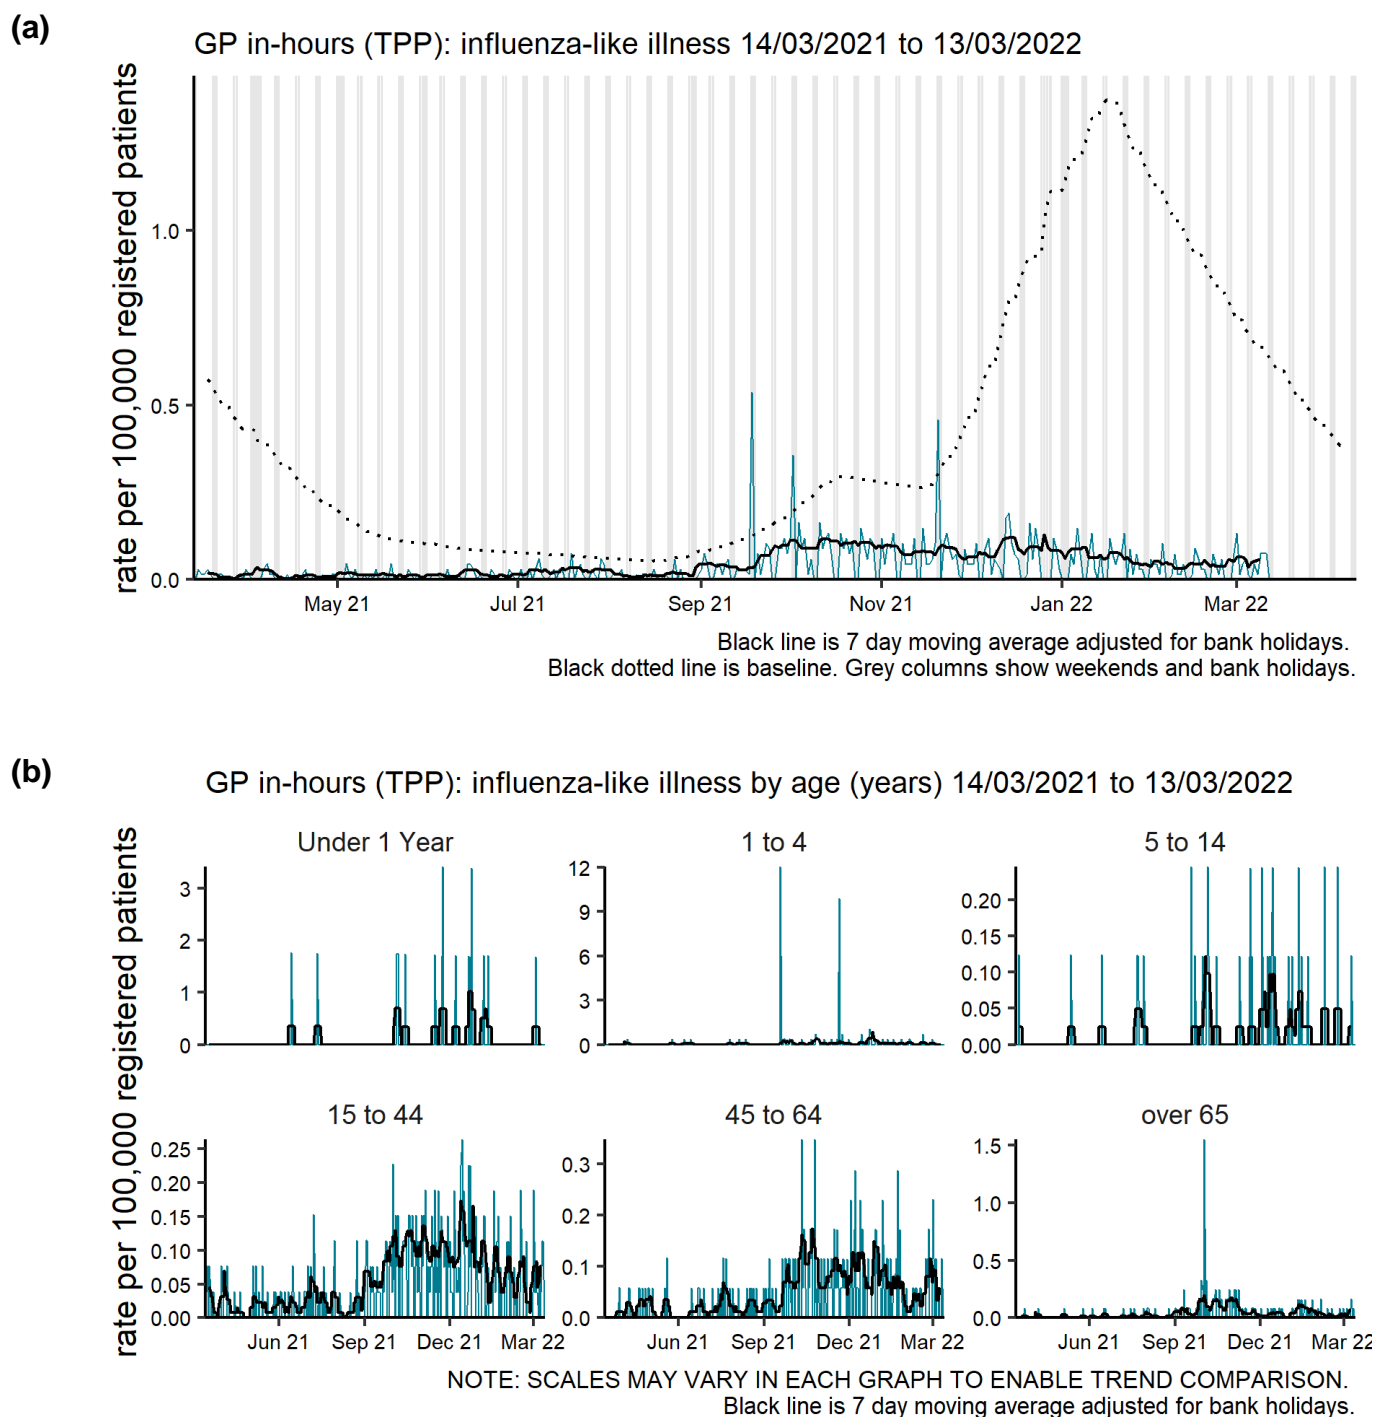 (a)
GP in-hours (TPP): influenza-like illness 14/03/2021 to 13/03/2022
rate per 100,000 registered patients
1.0
0.5
0.0
May 21 Jul 21 Sep 21 Nov 21 Jan 22 Mar 22
Black line is 7 day moving average adjusted for bank holidays.
Black dotted line is baseline. Grey columns show weekends and bank holidays.
(b)
GP in-hours (TPP): influenza-like illness by age (years) 14/03/2021 to 13/03/2022
rate per 100,000 registered patients
Under 1 Year
3
2
1
0
1 to 4
12
9
6
3
0
5 to 14
0.20
0.15
0.10
0.05
0.00
15 to 44
0.25
0.20
0.15
0.10
0.05
0.00
45 to 64
0.3
0.2
0.1
0.0
over 65
1.5
1.0
0.5
0.0
Jun 21 Sep 21 Dec 21 Mar 22 Jun 21 Sep 21 Dec 21 Mar 22 Jun 21 Sep 21 Dec 21 Mar 22
NOTE: SCALES MAY VARY IN EACH GRAPH TO ENABLE TREND COMPARISON.
Black line is 7 day moving average adjusted for bank holidays.